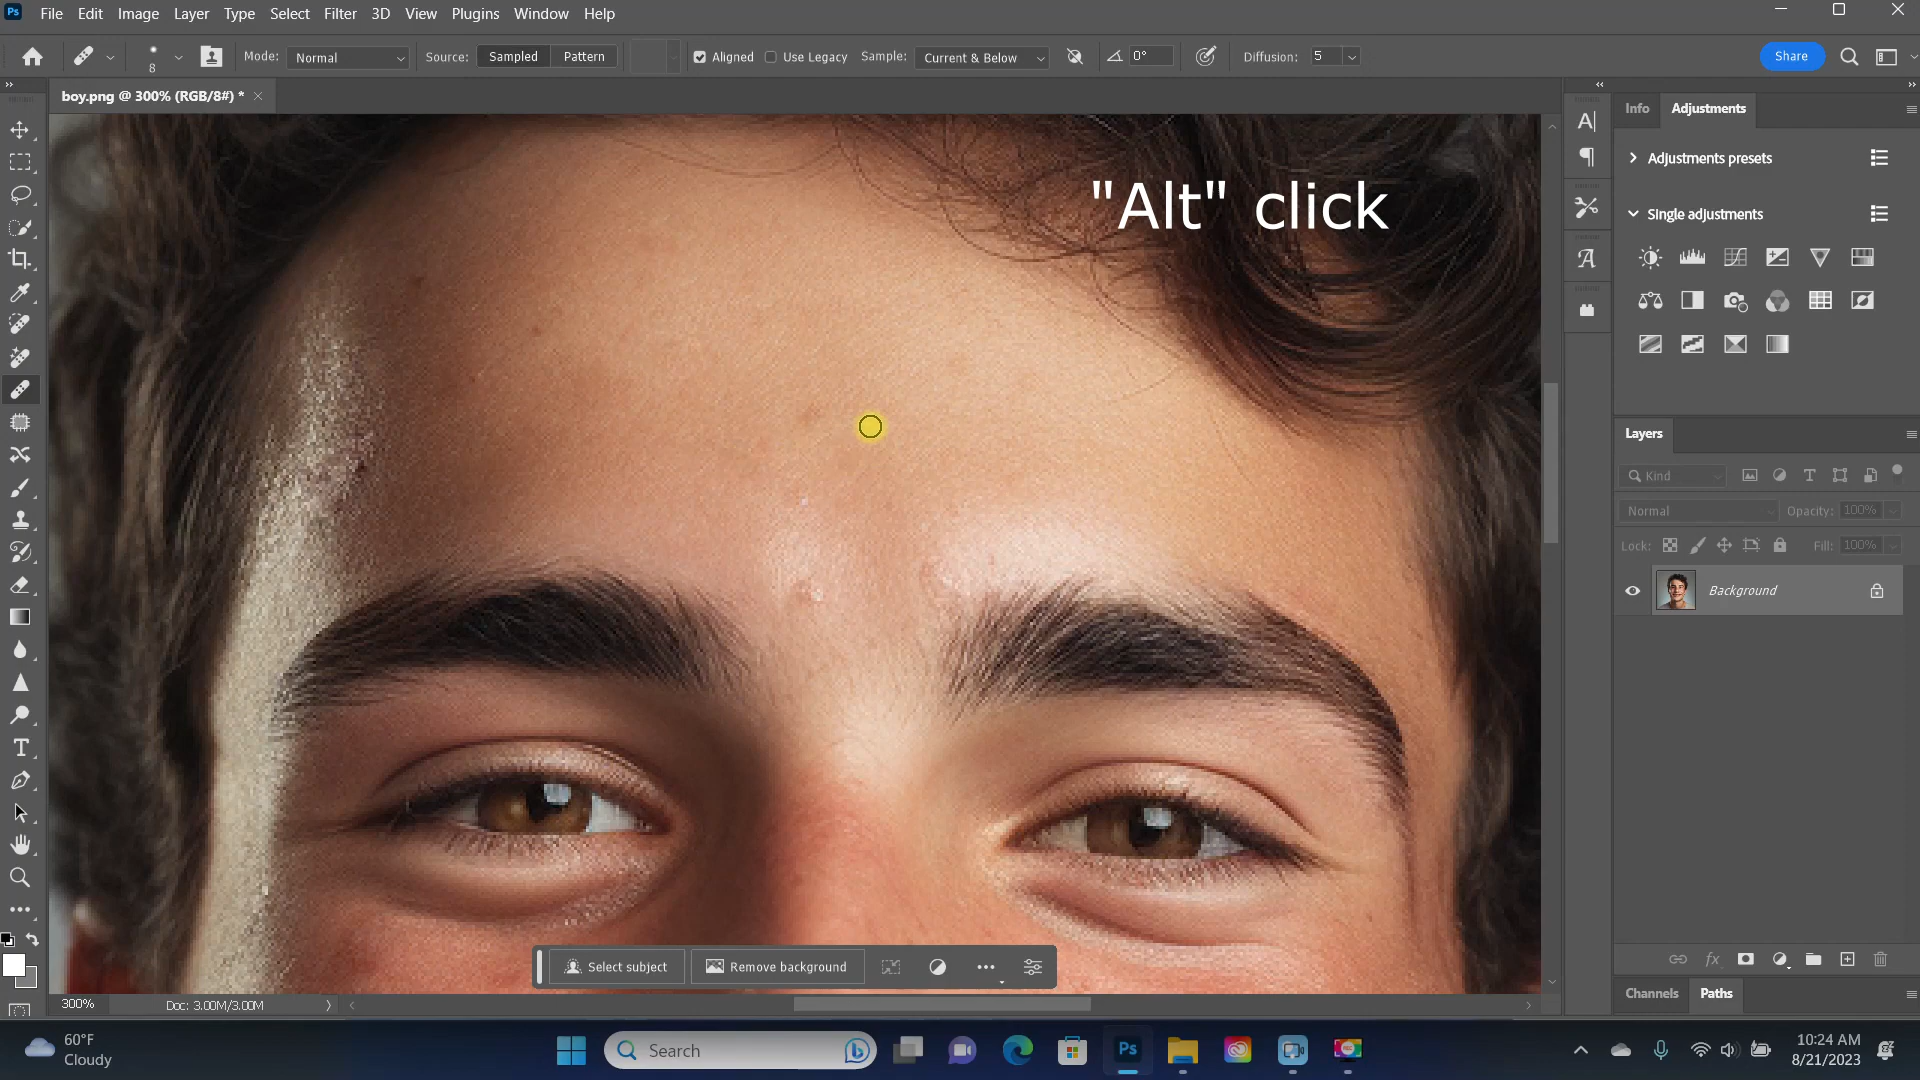 Ps File Edit Image Layer Type Select Filter 3D View Plugins Window Help
8 Mode: Normal Source: Sampled Pattern Aligned Use Legacy Sample: Current & Below 0° Diffusion: 5 Share
boy.png @ 300% (RGB/8#) *
Info Adjustments
Adjustments presets
"Alt" click
Single adjustments
Layers
Kind
Normal Opacity: 100%
Lock: Fill: 100%
Background
Select subject Remove background
fx
300% Doc: 3.00M/3.00M
Channels Paths
60°F
Cloudy
Search
Ps
10:24 AM
8/21/2023